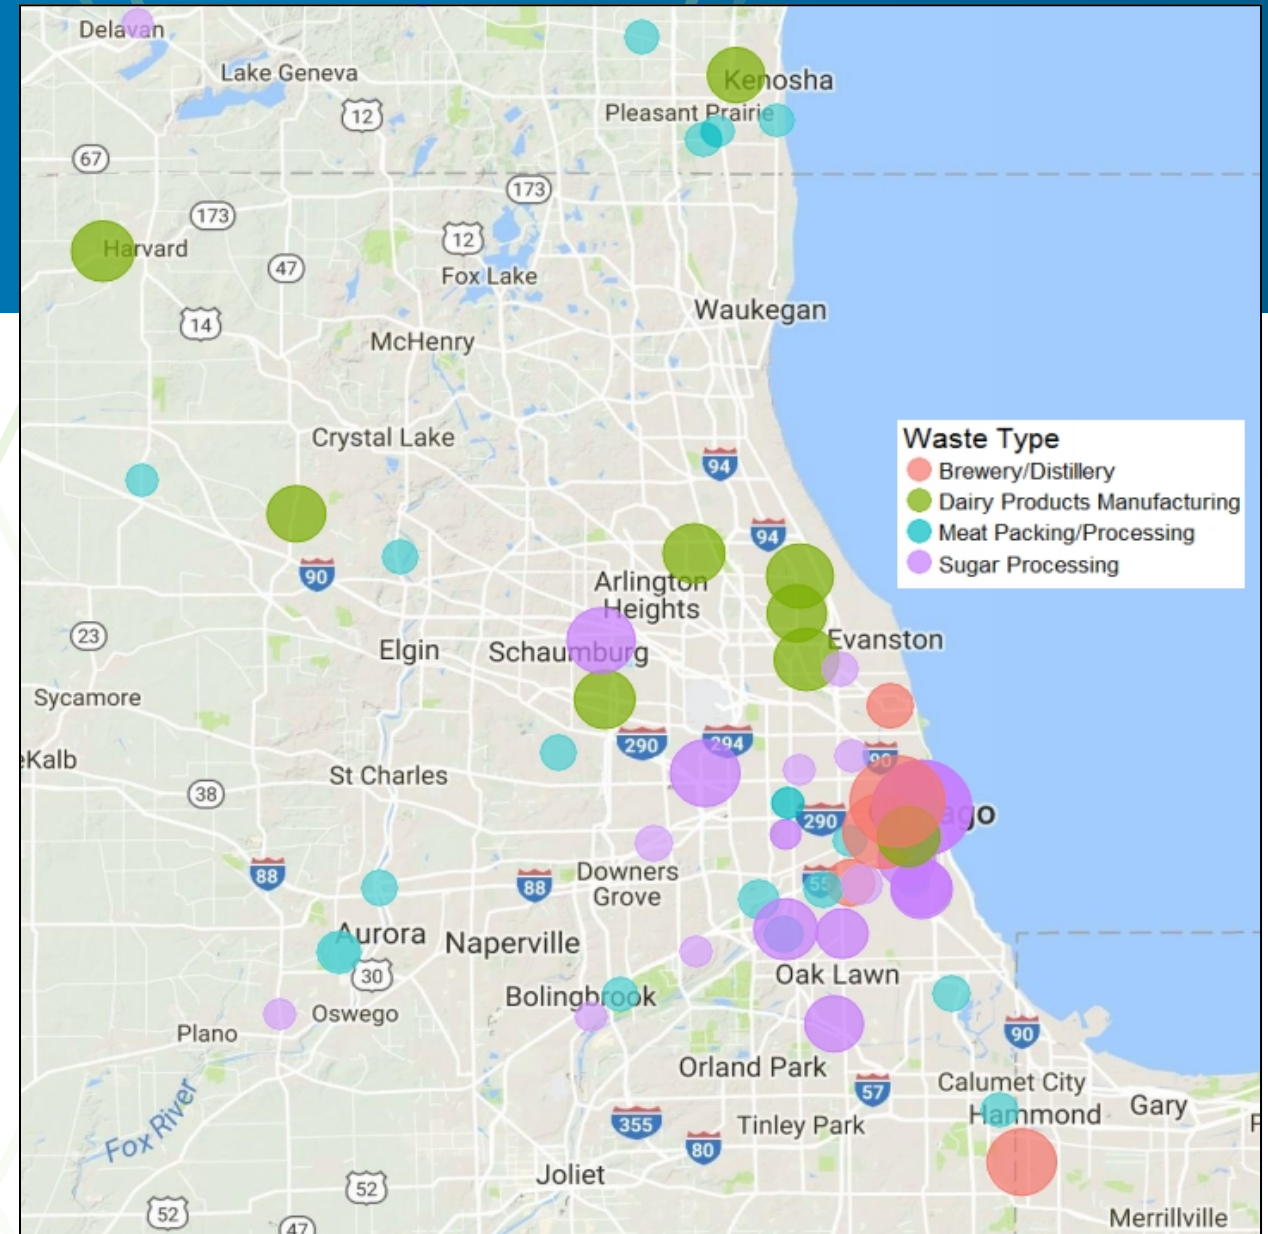 Delavan
Lake Geneva
Kenosha
12
Pleasant Prairie
67
173
173
12
Harvard
47
Fox Lake
14
Waukegan
McHenry
Crystal Lake
94
Waste Type
Brewery/Distillery
Dairy Products Manufacturing
Meat Packing/Processing
Sugar Processing
94
90
Arlington
Heights
23
Elgin
Schaumburg
Evanston
Sycamore
290
294
90
eKalb
St Charles
38
290
ago
88
88
Downers
Grove
55
Aurora
Naperville
30
Oak Lawn
Bolingbrook
Oswego
Plano
90
Orland Park
Calumet City
57
Hammond
Gary
Fox River
355
Tinley Park
80
Joliet
52
52
47
Merrillville